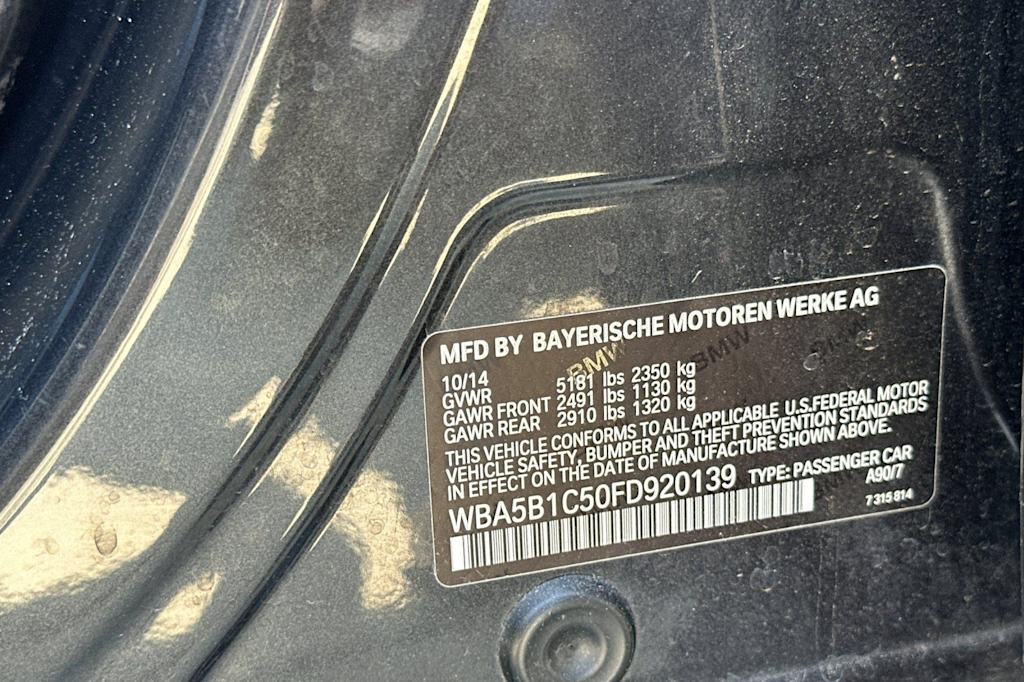 MFD BY BAYERISCHE MOTOREN WERKE AG
10/14
GVWR 5181 lbs 2350 kg
GAWR FRONT 2491 lbs 1130 kg
GAWR REAR 2910 lbs 1320 kg
THIS VEHICLE CONFORMS TO ALL APPLICABLE U.S.FEDERAL MOTOR
VEHICLE SAFETY, BUMPER AND THEFT PREVENTION STANDARDS
IN EFFECT ON THE DATE OF MANUFACTURE SHOWN ABOVE.
WBA5B1C50FD920139 TYPE: PASSENGER CAR
A90/7
7 315 814
BMW
BMW
BMW